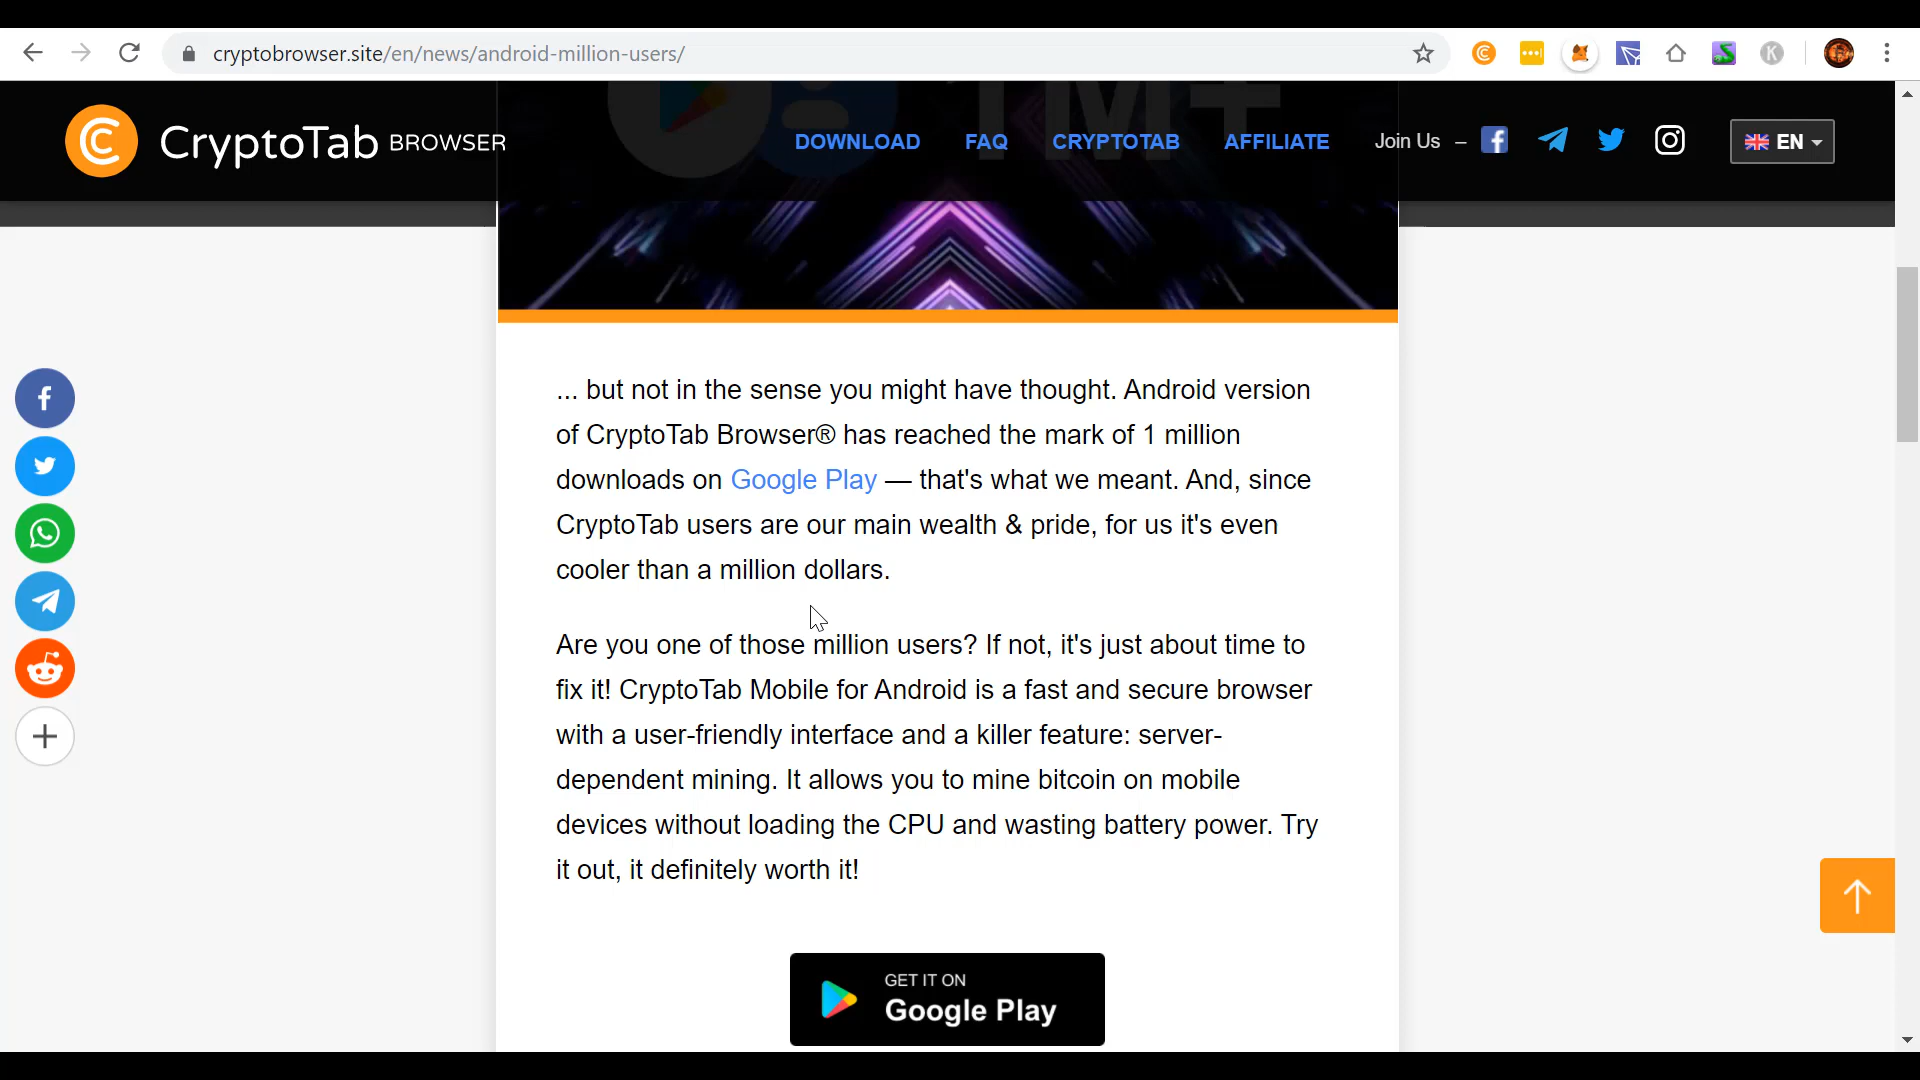 cryptobrowser.site/en/news/android-million-users/
K
1M+
CryptoTab BROWSER
DOWNLOAD FAQ CRYPTOTAB AFFILIATE Join Us – EN
... but not in the sense you might have thought. Android version
of CryptoTab Browser® has reached the mark of 1 million
downloads on Google Play — that's what we meant. And, since
CryptoTab users are our main wealth & pride, for us it's even
cooler than a million dollars.
Are you one of those million users? If not, it's just about time to
fix it! CryptoTab Mobile for Android is a fast and secure browser
with a user-friendly interface and a killer feature: server-
dependent mining. It allows you to mine bitcoin on mobile
devices without loading the CPU and wasting battery power. Try
it out, it definitely worth it!
GET IT ON
Google Play